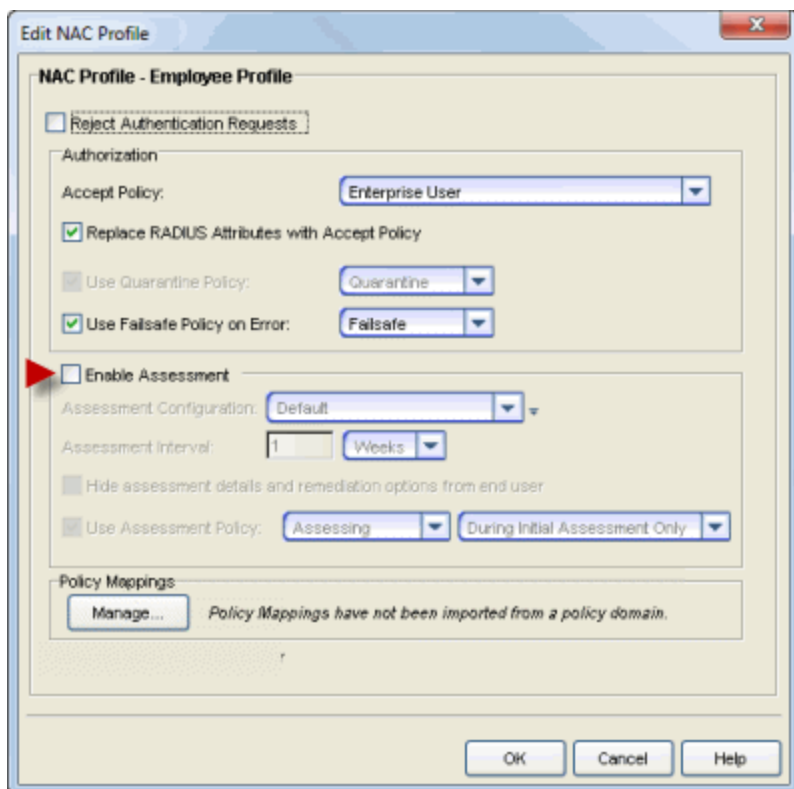 Edit NAC Profile
NAC Profile - Employee Profile
Reject Authentication Requests
Authorization
Accept Policy: Enterprise User
Replace RADIUS Attributes with Accept Policy
Use Quarantine Policy: Quarantine
Use Failsafe Policy on Error: Failsafe
Enable Assessment
Assessment Configuration: Default
Assessment Interval: 1 Weeks
Hide assessment details and remediation options from end user
Use Assessment Policy: Assessing During Initial Assessment Only
Policy Mappings
Manage... Policy Mappings have not been imported from a policy domain.
OK Cancel Help